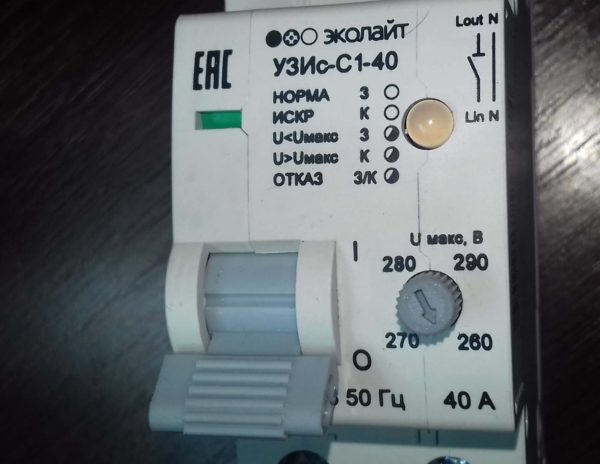 ЭКОЛАЙТ
EAC
УЗИс-С1-40
Lout N
НОРМА З
ИСКР К
U<Uмакс З
U>Uмакс К
ОТКАЗ З/К
Lin N
U макс, В
280 290
270 260
I
O
50 Гц 40 А